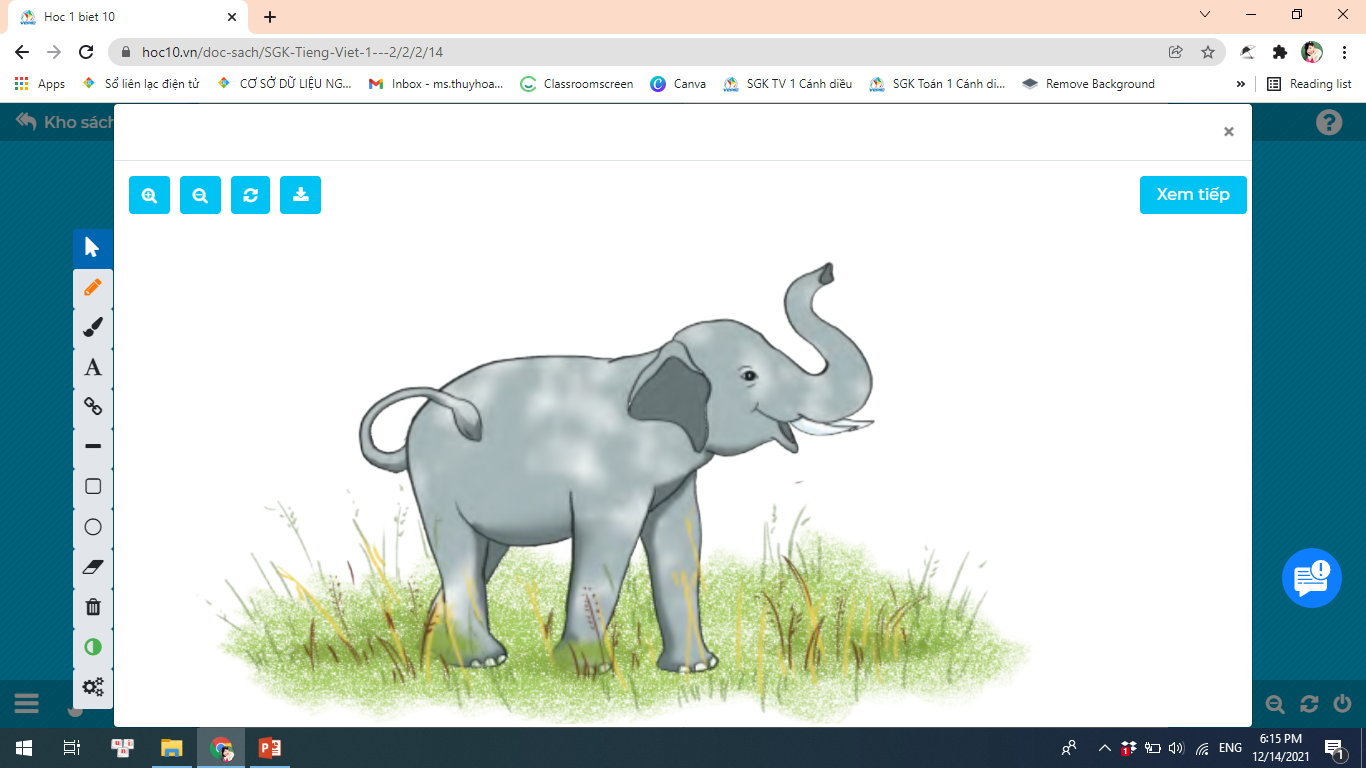 Hoc 1 biet 10
hoc10.vn/doc-sach/SGK-Tieng-Viet-1---2/2/2/14
Apps
Sổ liên lạc điện tử
CƠ SỞ DỮ LIỆU NG...
Inbox - ms.thuyhoa...
Classroomscreen
Canva
SGK TV 1 Cánh diều
SGK Toán 1 Cánh di...
Remove Background
»
Reading list
Kho sách
Xem tiếp
A
ENG
6:15 PM
12/14/2021
1